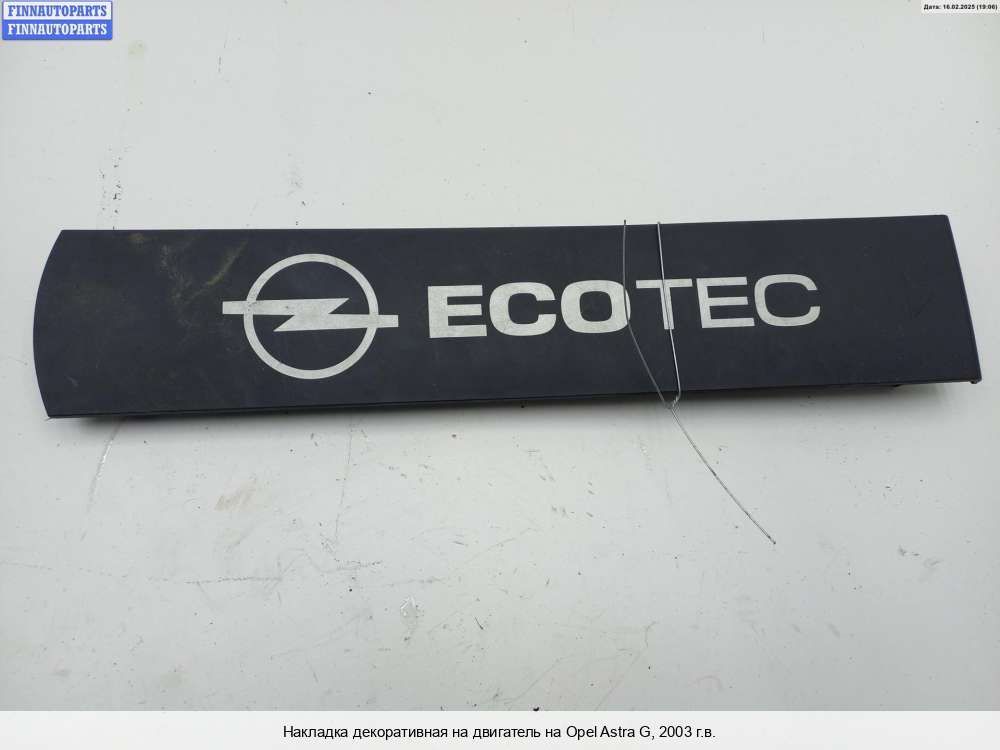 FINNAUTOPARTS
FINNAUTOPARTS
Дата: 16.02.2025 (19:06)
ECOTEC
Накладка декоративная на двигатель на Opel Astra G, 2003 г.в.